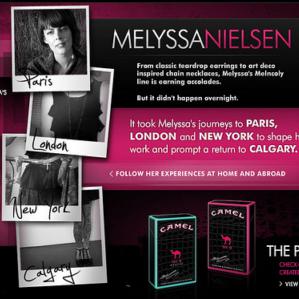 MELYSSANIELSEN
From classic teardrop earrings to art deco
inspired chain necklaces, Melyssa's Melncoly
line is earning accolades.
But it didn't happen overnight.
It took Melyssa's journeys to PARIS,
LONDON and NEW YORK to shape h
work and prompt a return to CALGARY.
FOLLOW HER EXPERIENCES AT HOME AND ABROAD
Paris
London
New York
Calgary
CAMEL
CAMEL
THE P
CHECK
CREATE
> VIEW